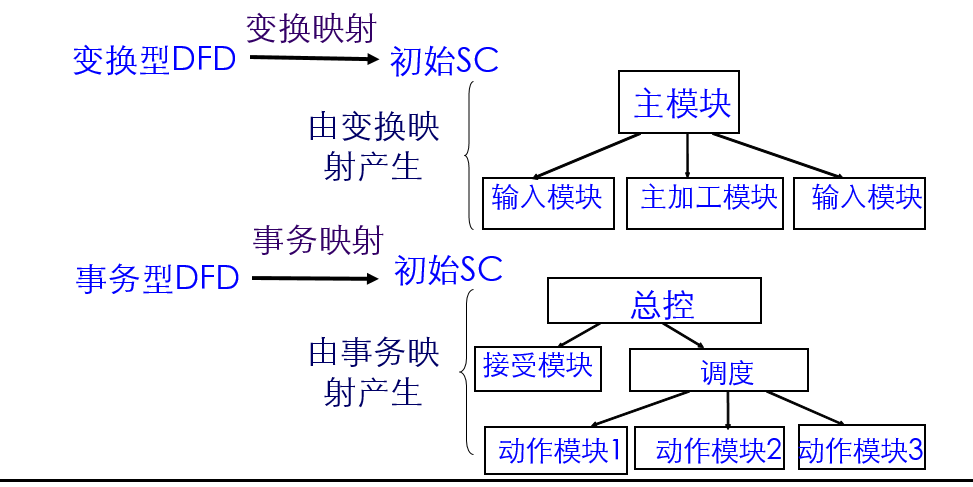 变换映射
变换型DFD
初始SC
由变换映
射产生
主模块
输入模块
主加工模块
输入模块
事务映射
事务型DFD
初始SC
由事务映
射产生
总控
接受模块
调度
动作模块1
动作模块2
动作模块3